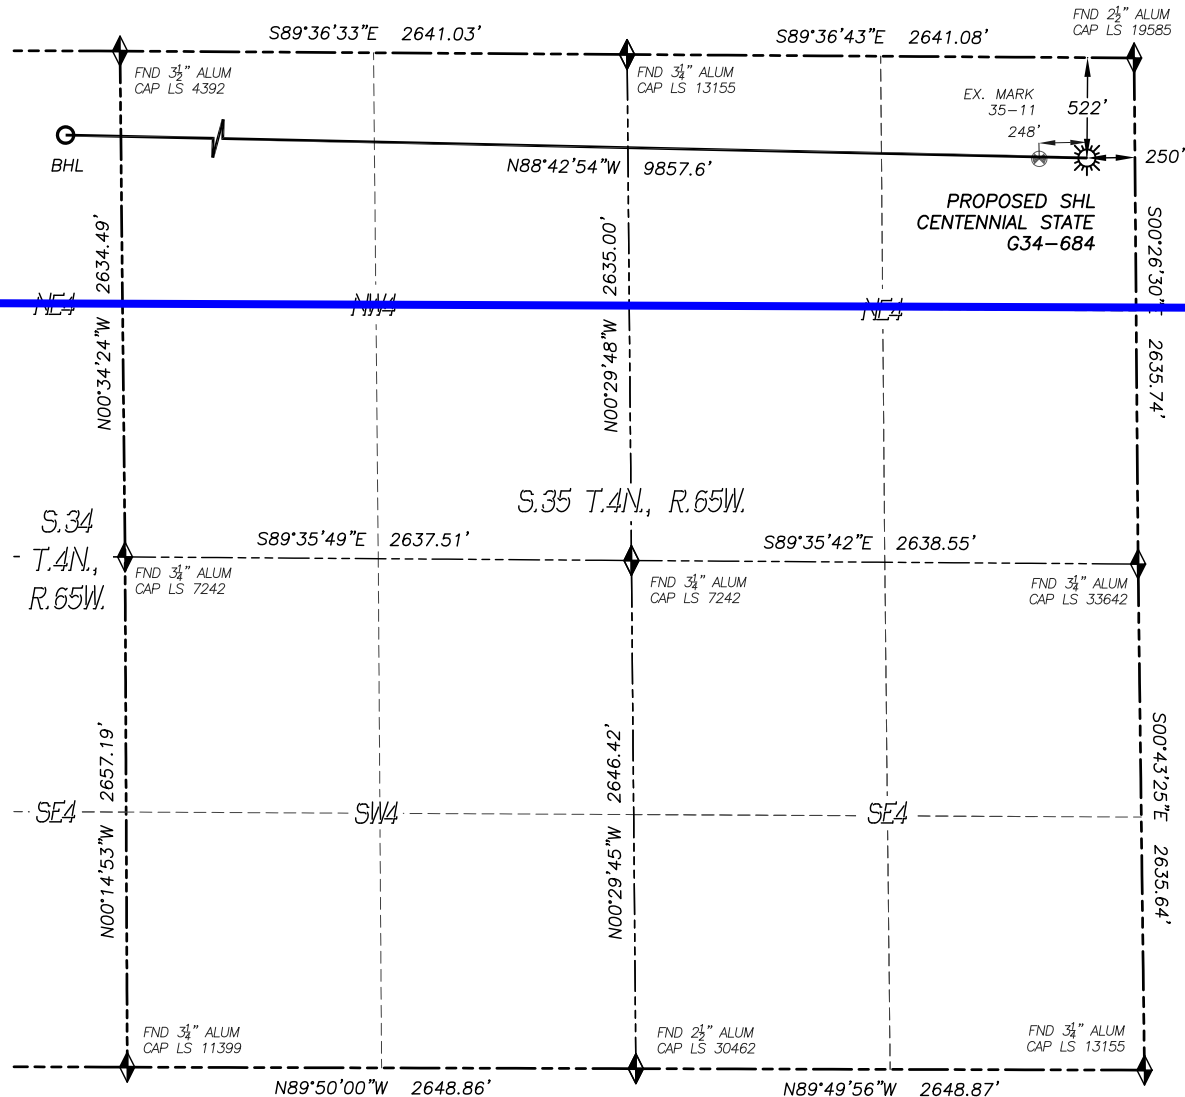 S89°36'33"E 2641.03'
S89°36'43"E 2641.08'
FND 2½" ALUM
CAP LS 19585
FND 3½" ALUM
CAP LS 4392
FND 3¼" ALUM
CAP LS 13155
EX. MARK
35-11
248'
522'
250'
BHL
N88°42'54"W 9857.6'
PROPOSED SHL
CENTENNIAL STATE
G34-684
N00°34'24"W 2634.49'
N00°29'48"W 2635.00'
S00°26'30"E 2635.74'
NE4
NW4
NE4
S.35 T.4N., R.65W.
S.34
T.4N.,
R.65W.
S89°35'49"E 2637.51'
S89°35'42"E 2638.55'
FND 3¼" ALUM
CAP LS 7242
FND 3¼" ALUM
CAP LS 7242
FND 3¼" ALUM
CAP LS 33642
N00°14'53"W 2657.19'
N00°29'45"W 2646.42'
S00°43'25"E 2635.64'
SE4
SW4
SE4
FND 3¼" ALUM
CAP LS 11399
FND 2½" ALUM
CAP LS 30462
FND 3¼" ALUM
CAP LS 13155
N89°50'00"W 2648.86'
N89°49'56"W 2648.87'